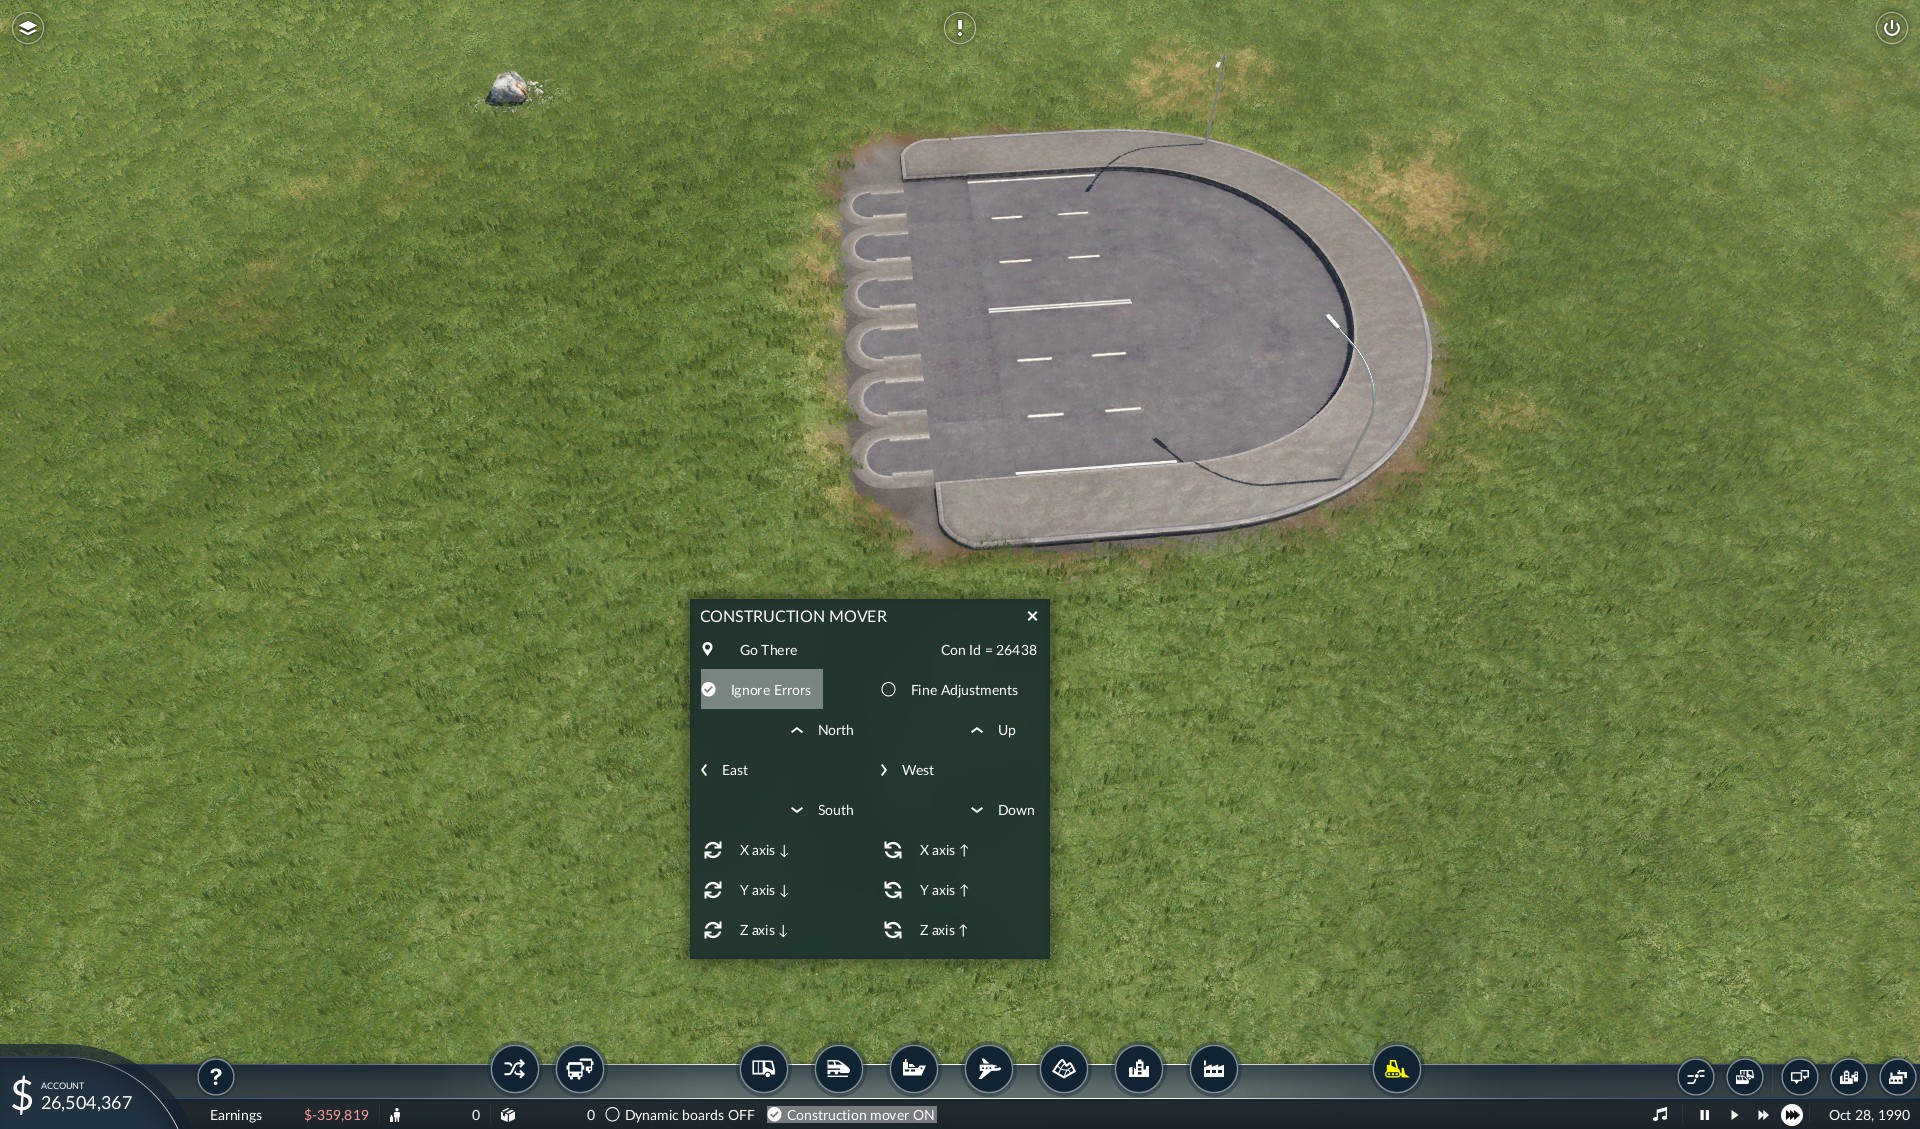 CONSTRUCTION MOVER
Go There Con Id = 26438
Ignore Errors Fine Adjustments
North Up
East West
South Down
X axis ↓ X axis ↑
Y axis ↓ Y axis ↑
Z axis ↓ Z axis ↑
?
$ ACCOUNT
26,504,367
Earnings $-359,819 0 0 Dynamic boards OFF Construction mover ON Oct 28, 1990